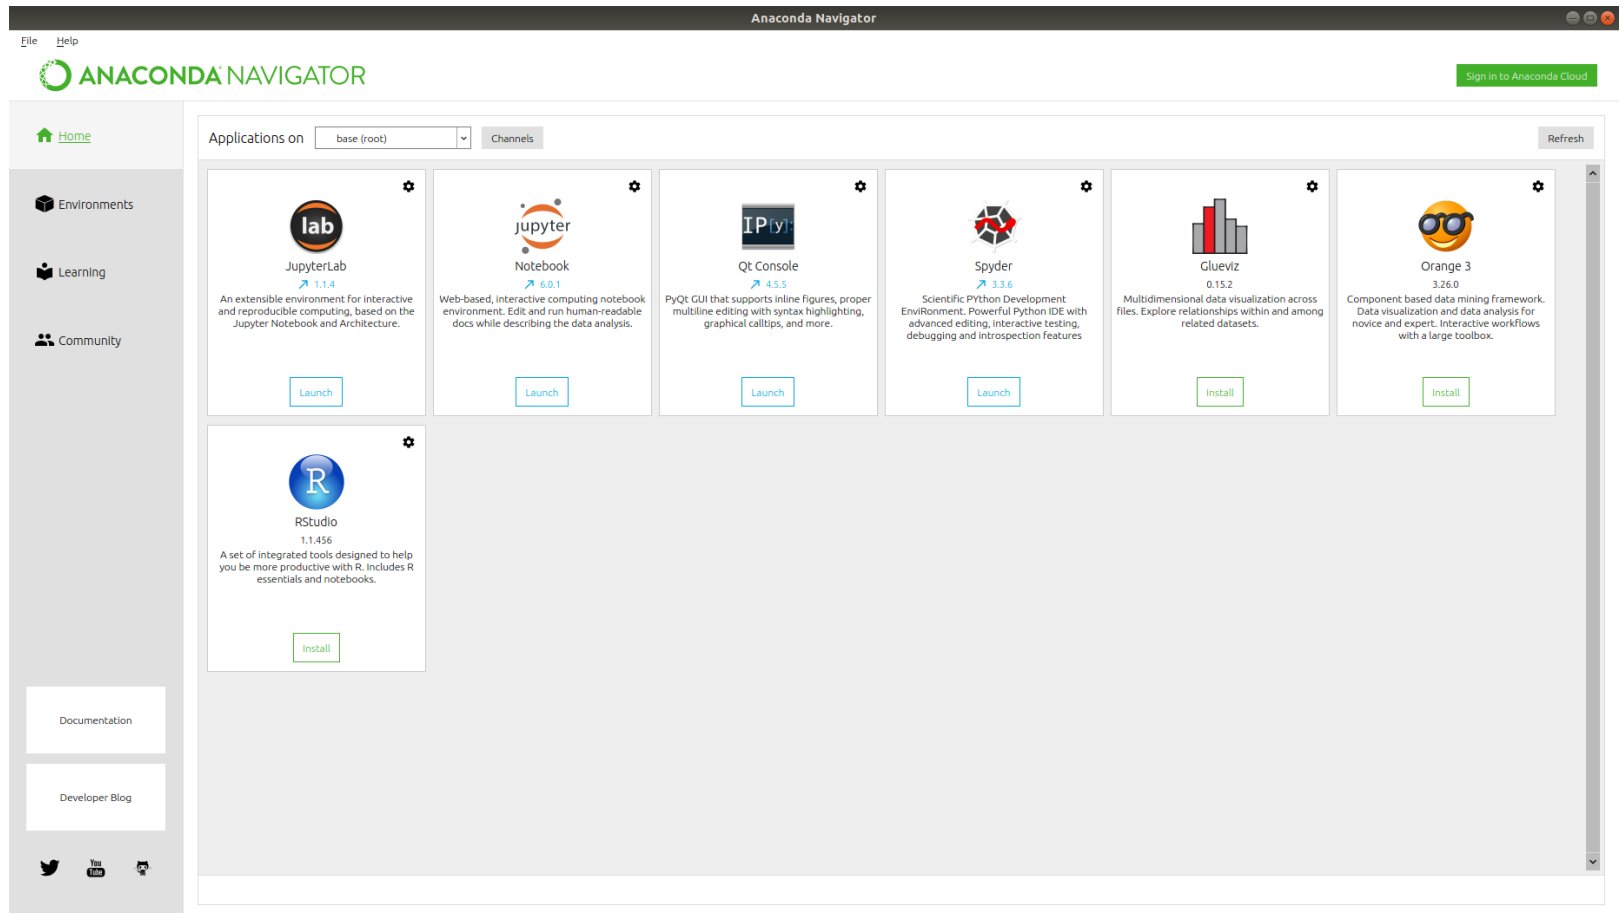 Anaconda Navigator
File Help
ANACONDA NAVIGATOR
Sign in to Anaconda Cloud
Home
Environments
Learning
Community
Documentation
Developer Blog
You
Tube
Applications on base (root) Channels Refresh
lab
JupyterLab
1.1.4
An extensible environment for interactive
and reproducible computing, based on the
Jupyter Notebook and Architecture.
Launch
jupyter
Notebook
6.0.1
Web-based, interactive computing notebook
environment. Edit and run human-readable
docs while describing the data analysis.
Launch
IP[y]:
Qt Console
4.5.5
PyQt GUI that supports inline figures, proper
multiline editing with syntax highlighting,
graphical calltips, and more.
Launch
Spyder
3.3.6
Scientific PYthon Development
EnviRonment. Powerful Python IDE with
advanced editing, interactive testing,
debugging and introspection features
Launch
Glueviz
0.15.2
Multidimensional data visualization across
files. Explore relationships within and among
related datasets.
Install
Orange 3
3.26.0
Component based data mining framework.
Data visualization and data analysis for
novice and expert. Interactive workflows
with a large toolbox.
Install
R
RStudio
1.1.456
A set of integrated tools designed to help
you be more productive with R. Includes R
essentials and notebooks.
Install